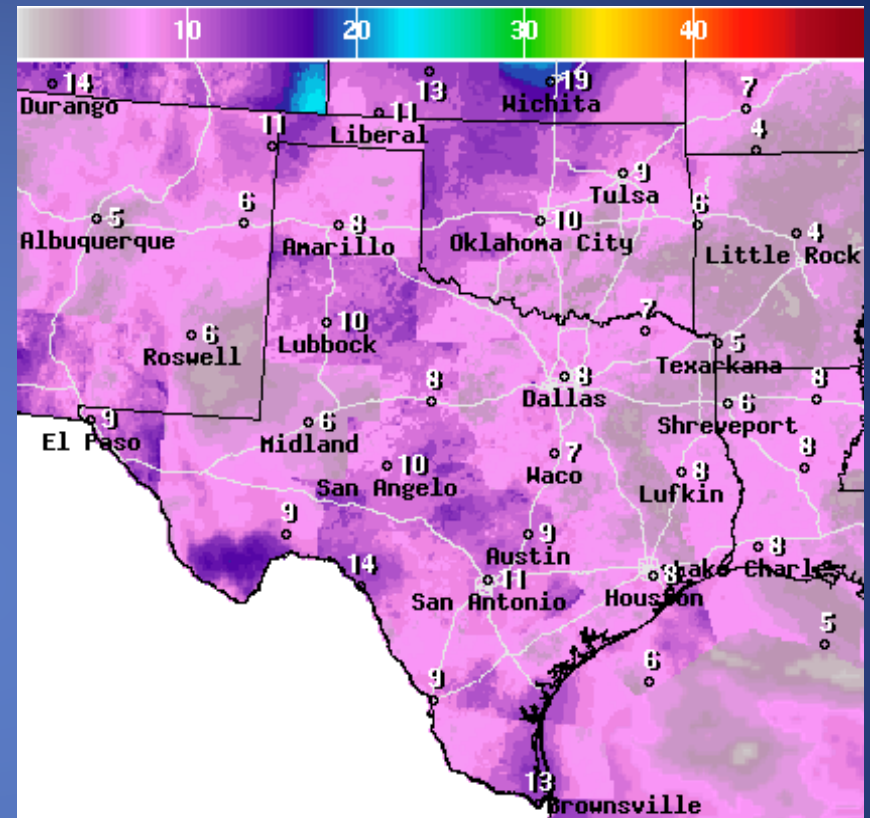 10 20 30 40
14 13 19 7
Durango Wichita
11 Liberal
11 4
9
Tulsa
5 6 8 10 6 4
Albuquerque Amarillo Oklahoma City Little Rock
6 10 7 5
Roswell Lubbock Texarkana
8 8 6 8
Dallas Shreveport
9 6
El Paso Midland
10 7 8 8
San Angelo Waco Lufkin
9 9 8
Austin
14 11 8 Lake Charles
San Antonio Houston
5
9 6
13
Brownsville